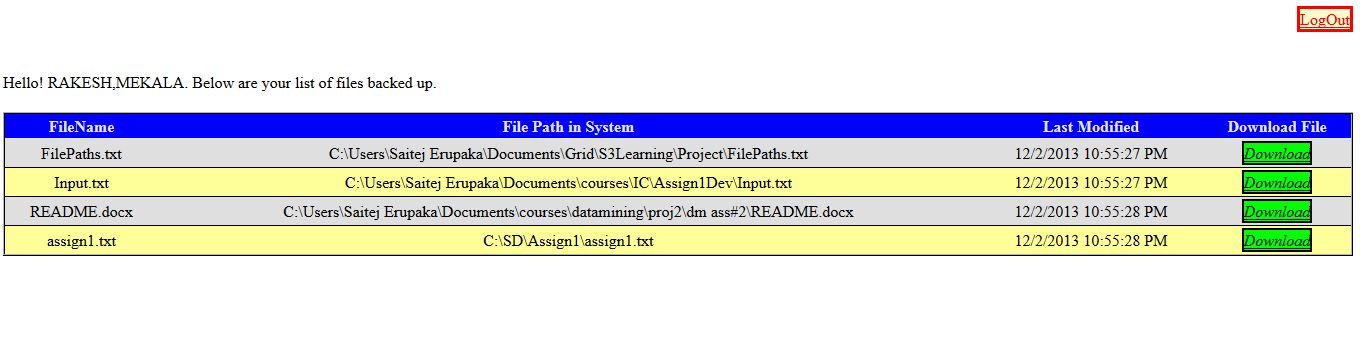 LogOut
Hello! RAKESH,MEKALA. Below are your list of files backed up.
FileName File Path in System Last Modified Download File
FilePaths.txt C:\Users\Saitej Erupaka\Documents\Grid\S3Learning\Project\FilePaths.txt 12/2/2013 10:55:27 PM Download
Input.txt C:\Users\Saitej Erupaka\Documents\courses\IC\Assign1Dev\Input.txt 12/2/2013 10:55:27 PM Download
README.docx C:\Users\Saitej Erupaka\Documents\courses\datamining\proj2\dm ass#2\README.docx 12/2/2013 10:55:28 PM Download
assign1.txt C:\SD\Assign1\assign1.txt 12/2/2013 10:55:28 PM Download